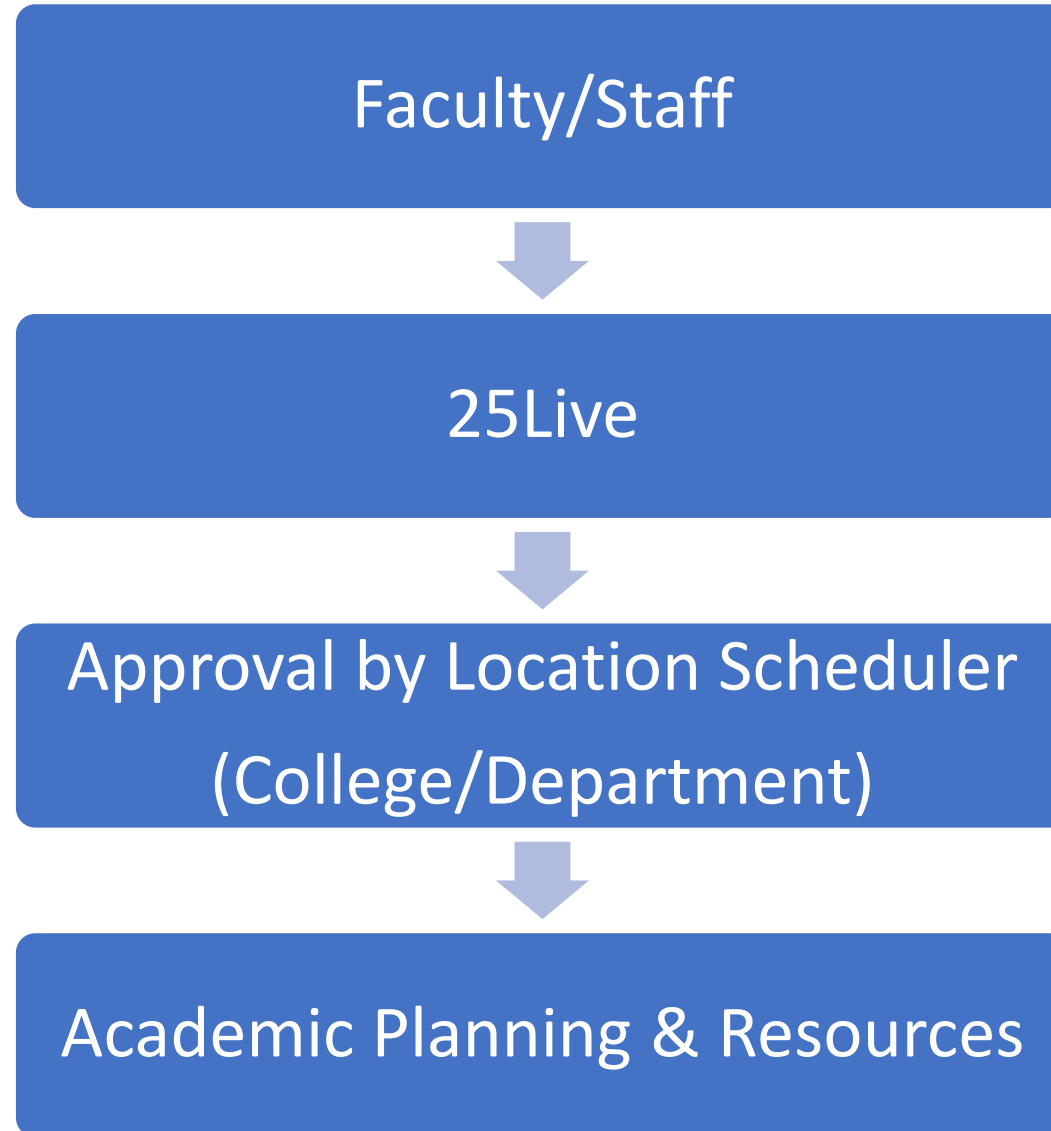 Faculty/Staff
25Live
Approval by Location Scheduler
(College/Department)
Academic Planning & Resources